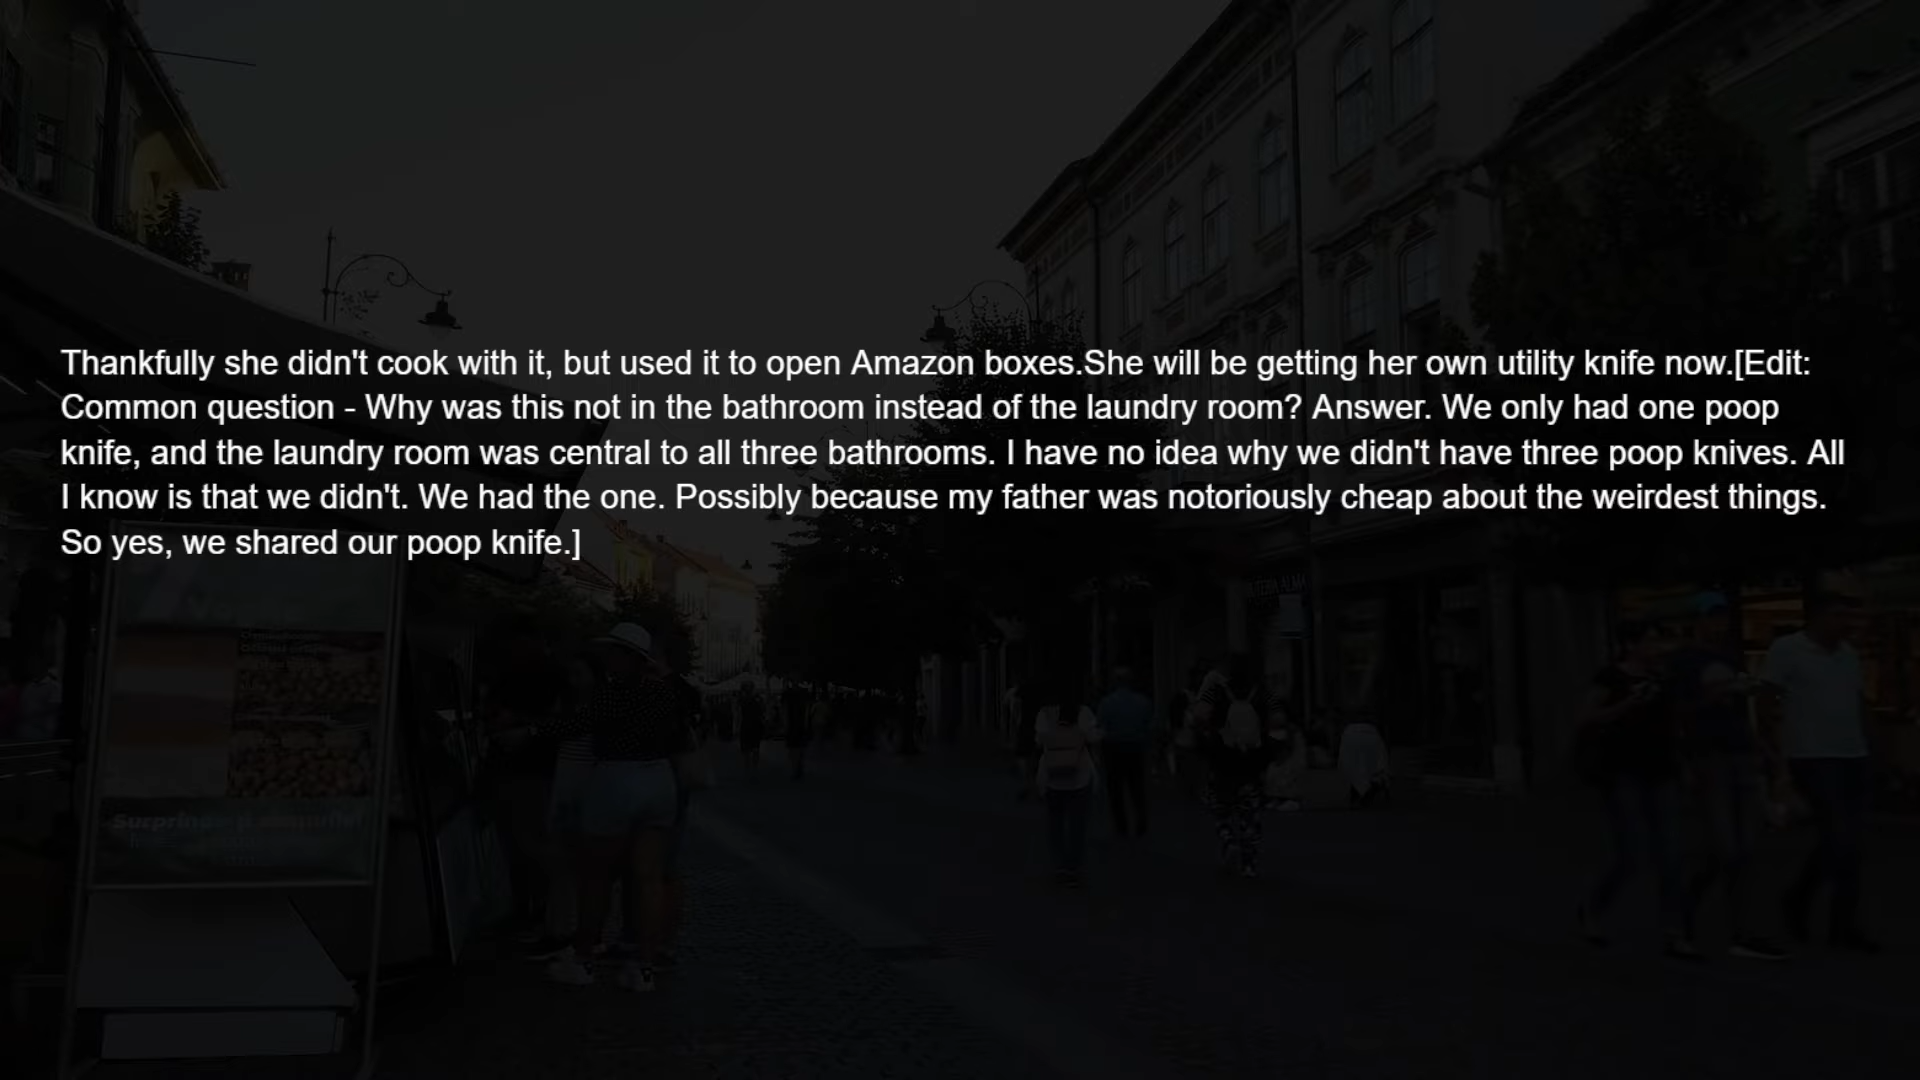 Thankfully she didn't cook with it, but used it to open Amazon boxes.She will be getting her own utility knife now.[Edit:
Common question - Why was this not in the bathroom instead of the laundry room? Answer. We only had one poop
knife, and the laundry room was central to all three bathrooms. I have no idea why we didn't have three poop knives. All
I know is that we didn't. We had the one. Possibly because my father was notoriously cheap about the weirdest things.
So yes, we shared our poop knife.]